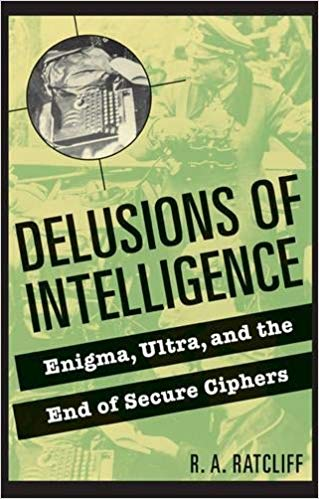 DELUSIONS OF
INTELLIGENCE
Enigma, Ultra, and the
End of Secure Ciphers
R. A. RATCLIFF